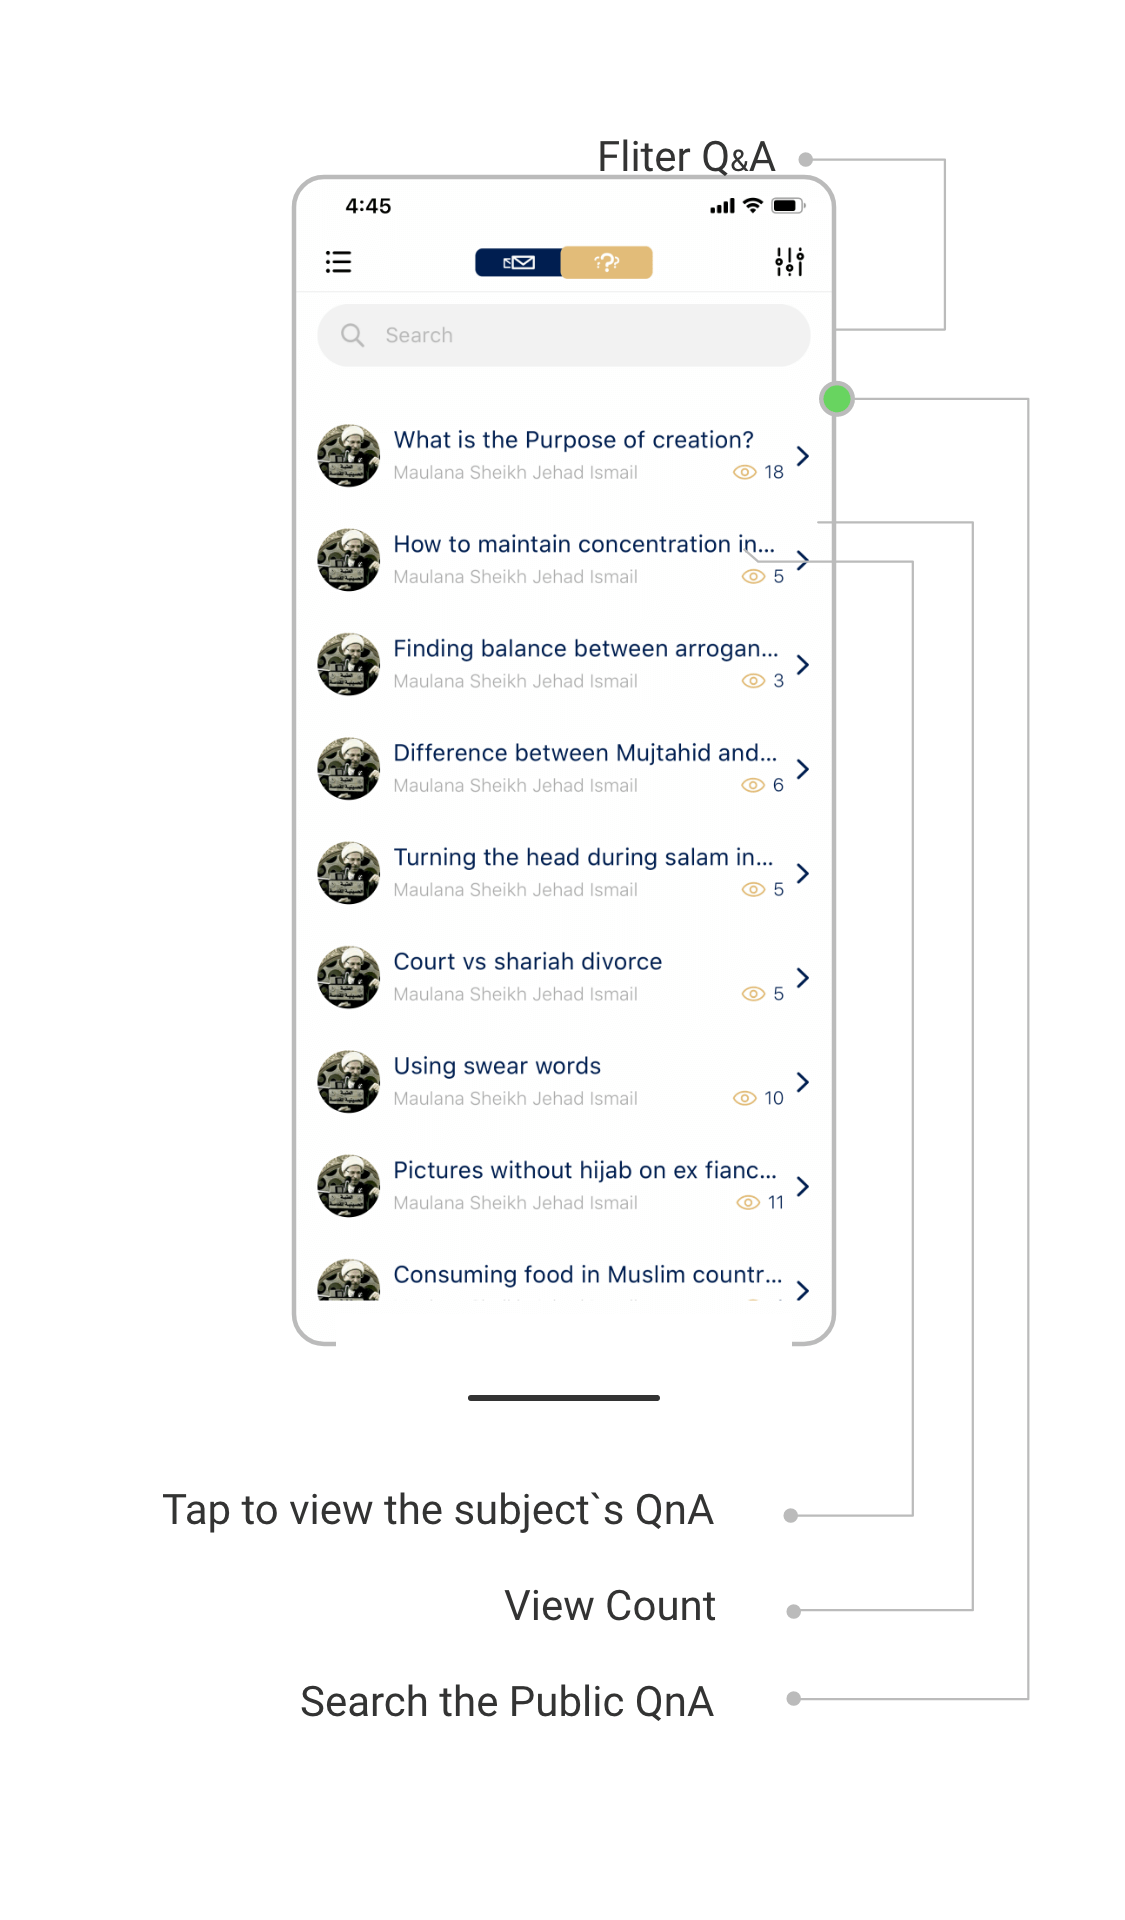 Fliter Q&A
4:45
Search
What is the Purpose of creation?
Maulana Sheikh Jehad Ismail 18
How to maintain concentration in...
Maulana Sheikh Jehad Ismail 5
Finding balance between arrogan...
Maulana Sheikh Jehad Ismail 3
Difference between Mujtahid and...
Maulana Sheikh Jehad Ismail 6
Turning the head during salam in...
Maulana Sheikh Jehad Ismail 5
Court vs shariah divorce
Maulana Sheikh Jehad Ismail 5
Using swear words
Maulana Sheikh Jehad Ismail 10
Pictures without hijab on ex fianc...
Maulana Sheikh Jehad Ismail 11
Consuming food in Muslim countr...
Tap to view the subject`s QnA
View Count
Search the Public QnA